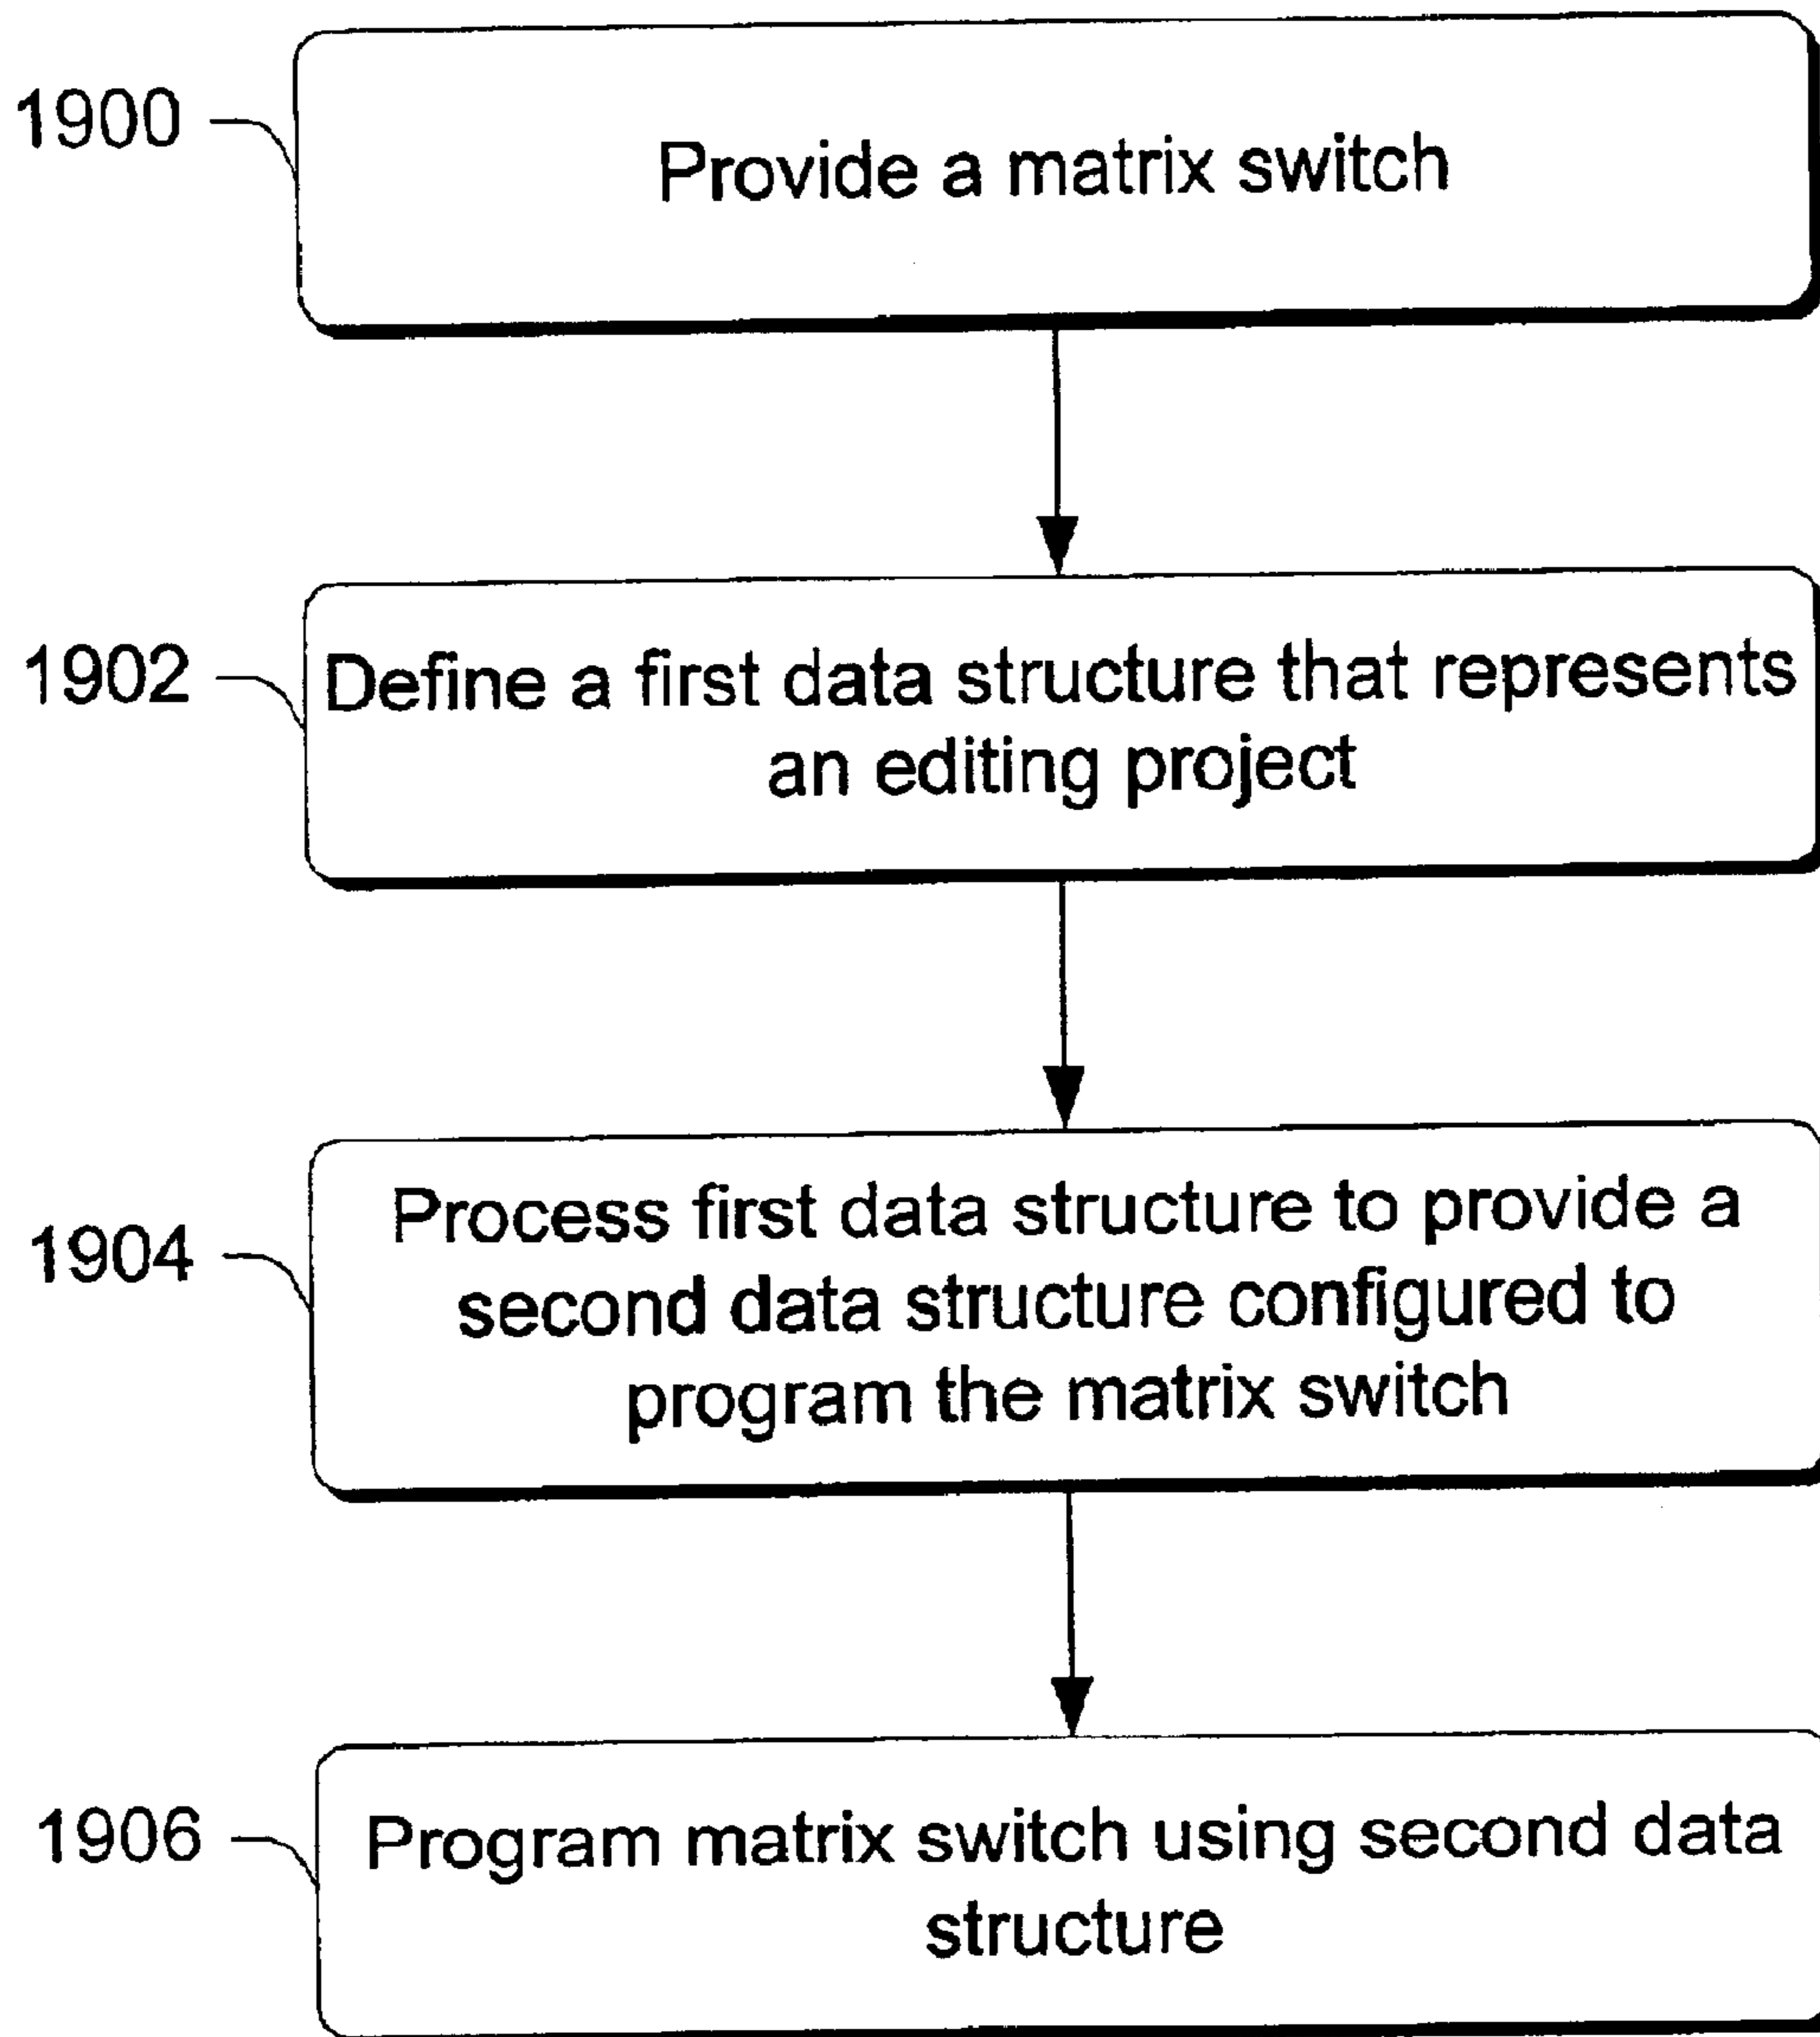 1900
Provide a matrix switch
1902
Define a first data structure that represents
an editing project
1904
Process first data structure to provide a
second data structure configured to
program the matrix switch
1906
Program matrix switch using second data
structure